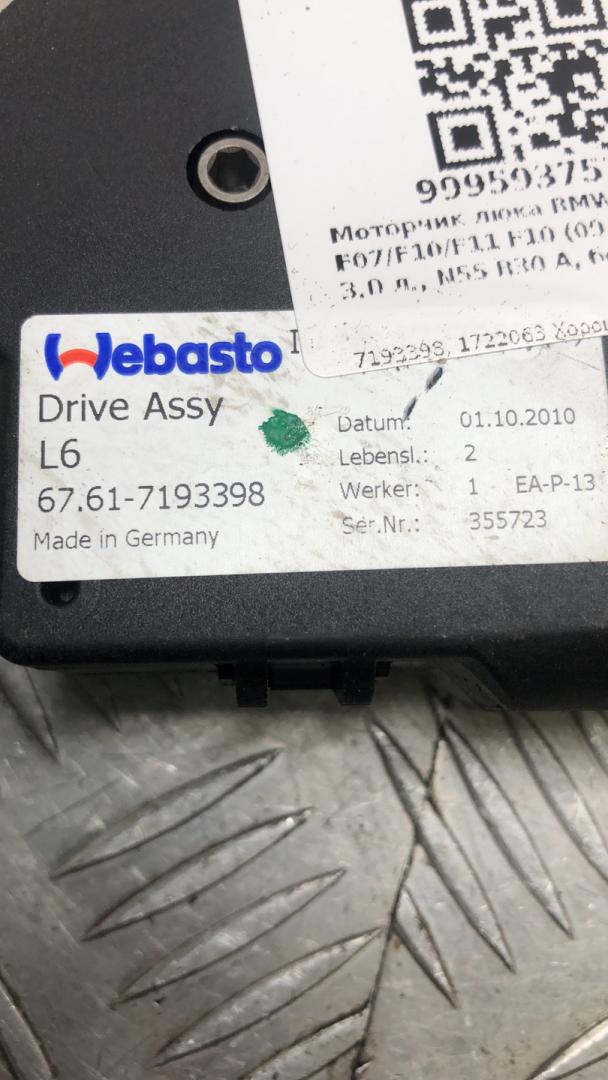 99959375
Моторчик люка BMW
F07/F10/F11 F10 (09
3.0 л., N55 B30 A, 6
7193398, 1722063 Хорош
Webasto
Drive Assy
L6
67.61-7193398
Made in Germany
Datum: 01.10.2010
Lebensl.: 2
Werker: 1 EA-P-13
Ser.Nr.: 355723